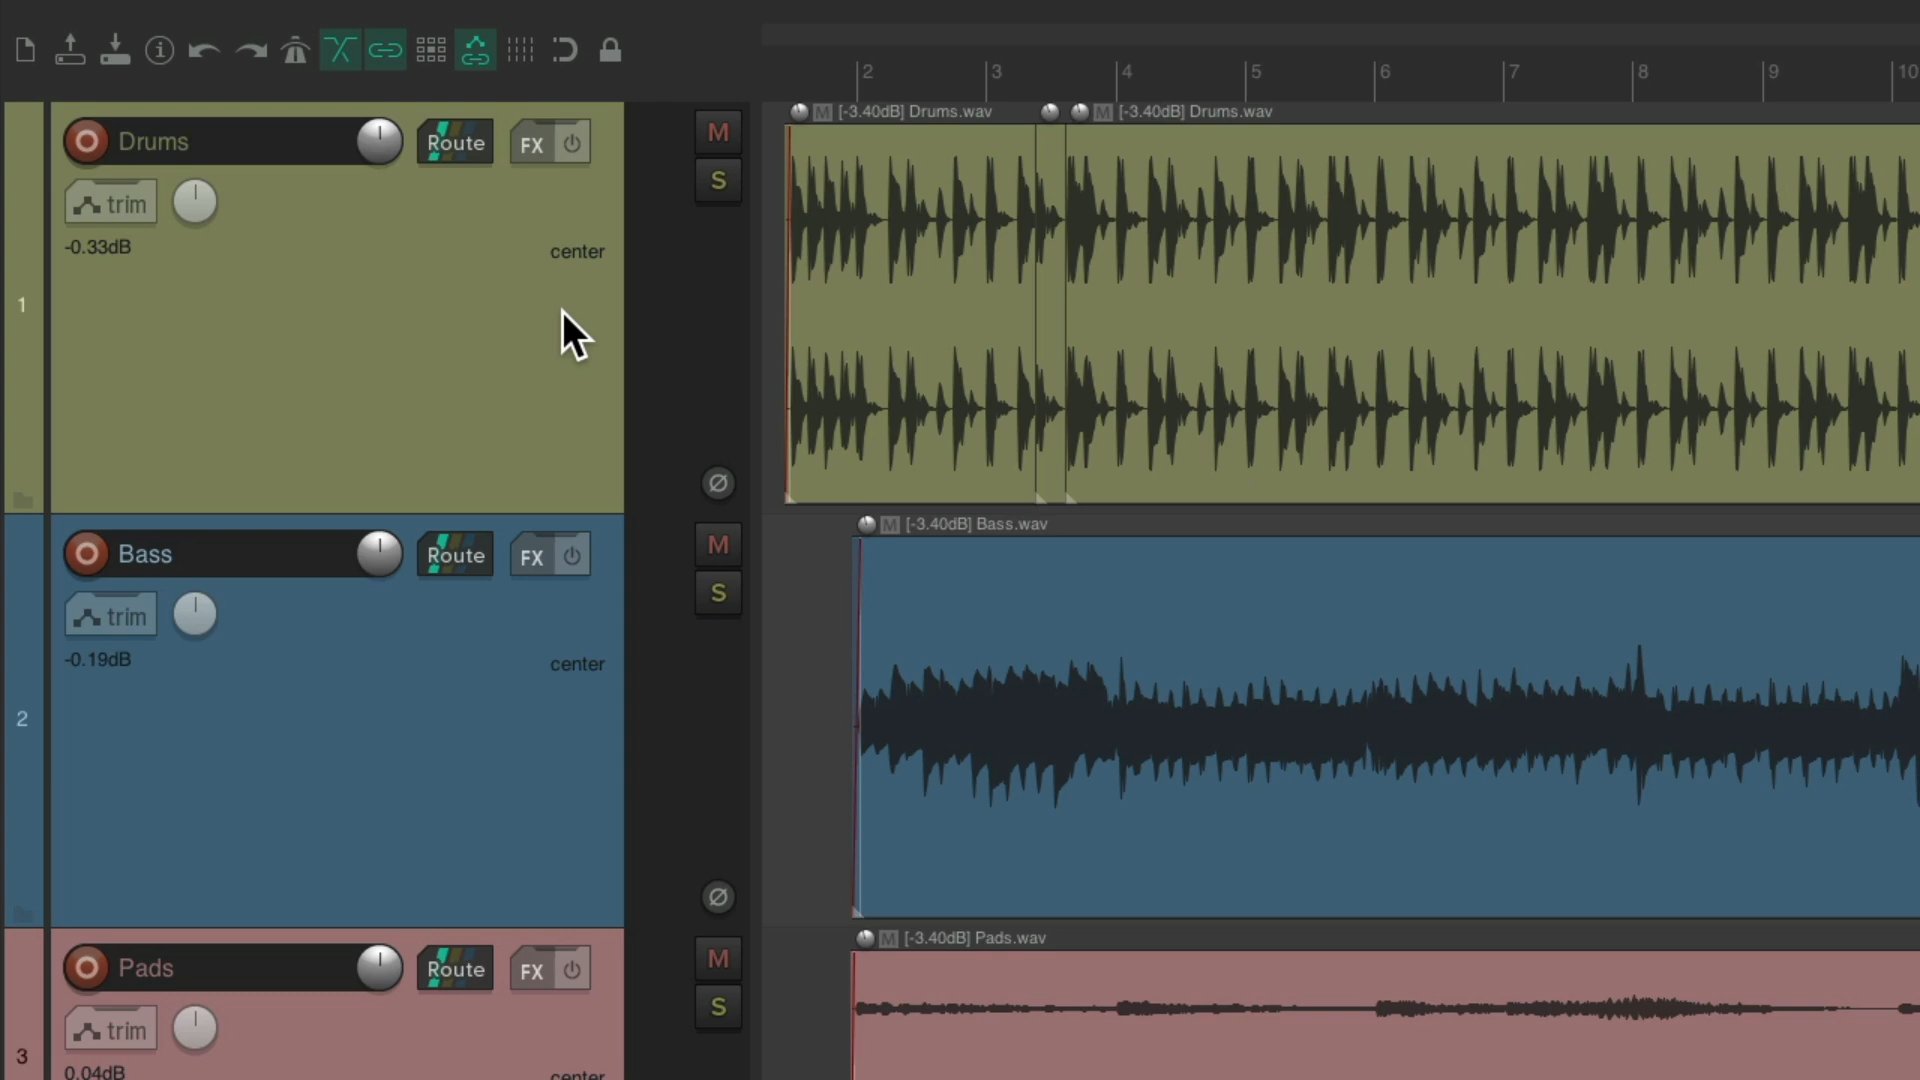 2 3 4 5 6 7 8 9 10
M [-3.40dB] Drums.wav M [-3.40dB] Drums.wav
1
Drums
Route
FX
M
S
trim
-0.33dB
center
Ø
M [-3.40dB] Bass.wav
2
Bass
Route
FX
M
S
trim
-0.19dB
center
Ø
M [-3.40dB] Pads.wav
3
Pads
Route
FX
M
S
trim
0.04dB
center